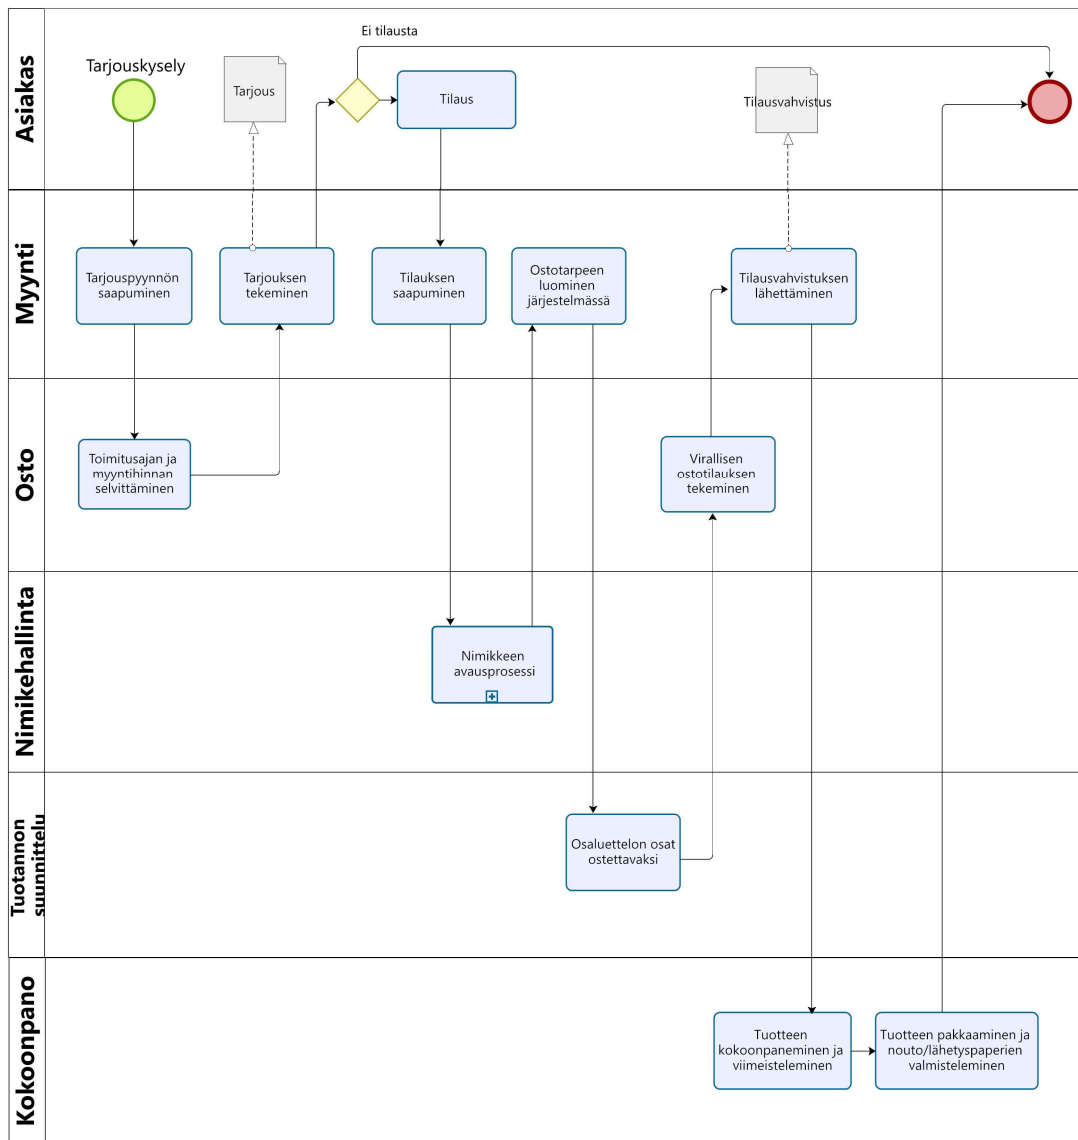 Asiakas
Ei tilausta
Tarjouskysely
Tarjous
Tilaus
Tilausvahvistus
Myynti
Tarjouspyynnön
saapuminen
Tarjouksen
tekeminen
Tilauksen
saapuminen
Ostotarpeen
luominen
järjestelmässä
Tilausvahvistuksen
lähettäminen
Osto
Toimitusajan ja
myyntihinnan
selvittäminen
Virallisen
ostotilauksen
tekeminen
Nimikehallinta
Nimikkeen
avausprosessi
Tuotannon
suunnittelu
Osaluettelon osat
ostettavaksi
Kokoonpano
Tuotteen
kokoonpaneminen ja
viimeisteleminen
Tuotteen pakkaaminen ja
nouto/lähetyspaperien
valmisteleminen